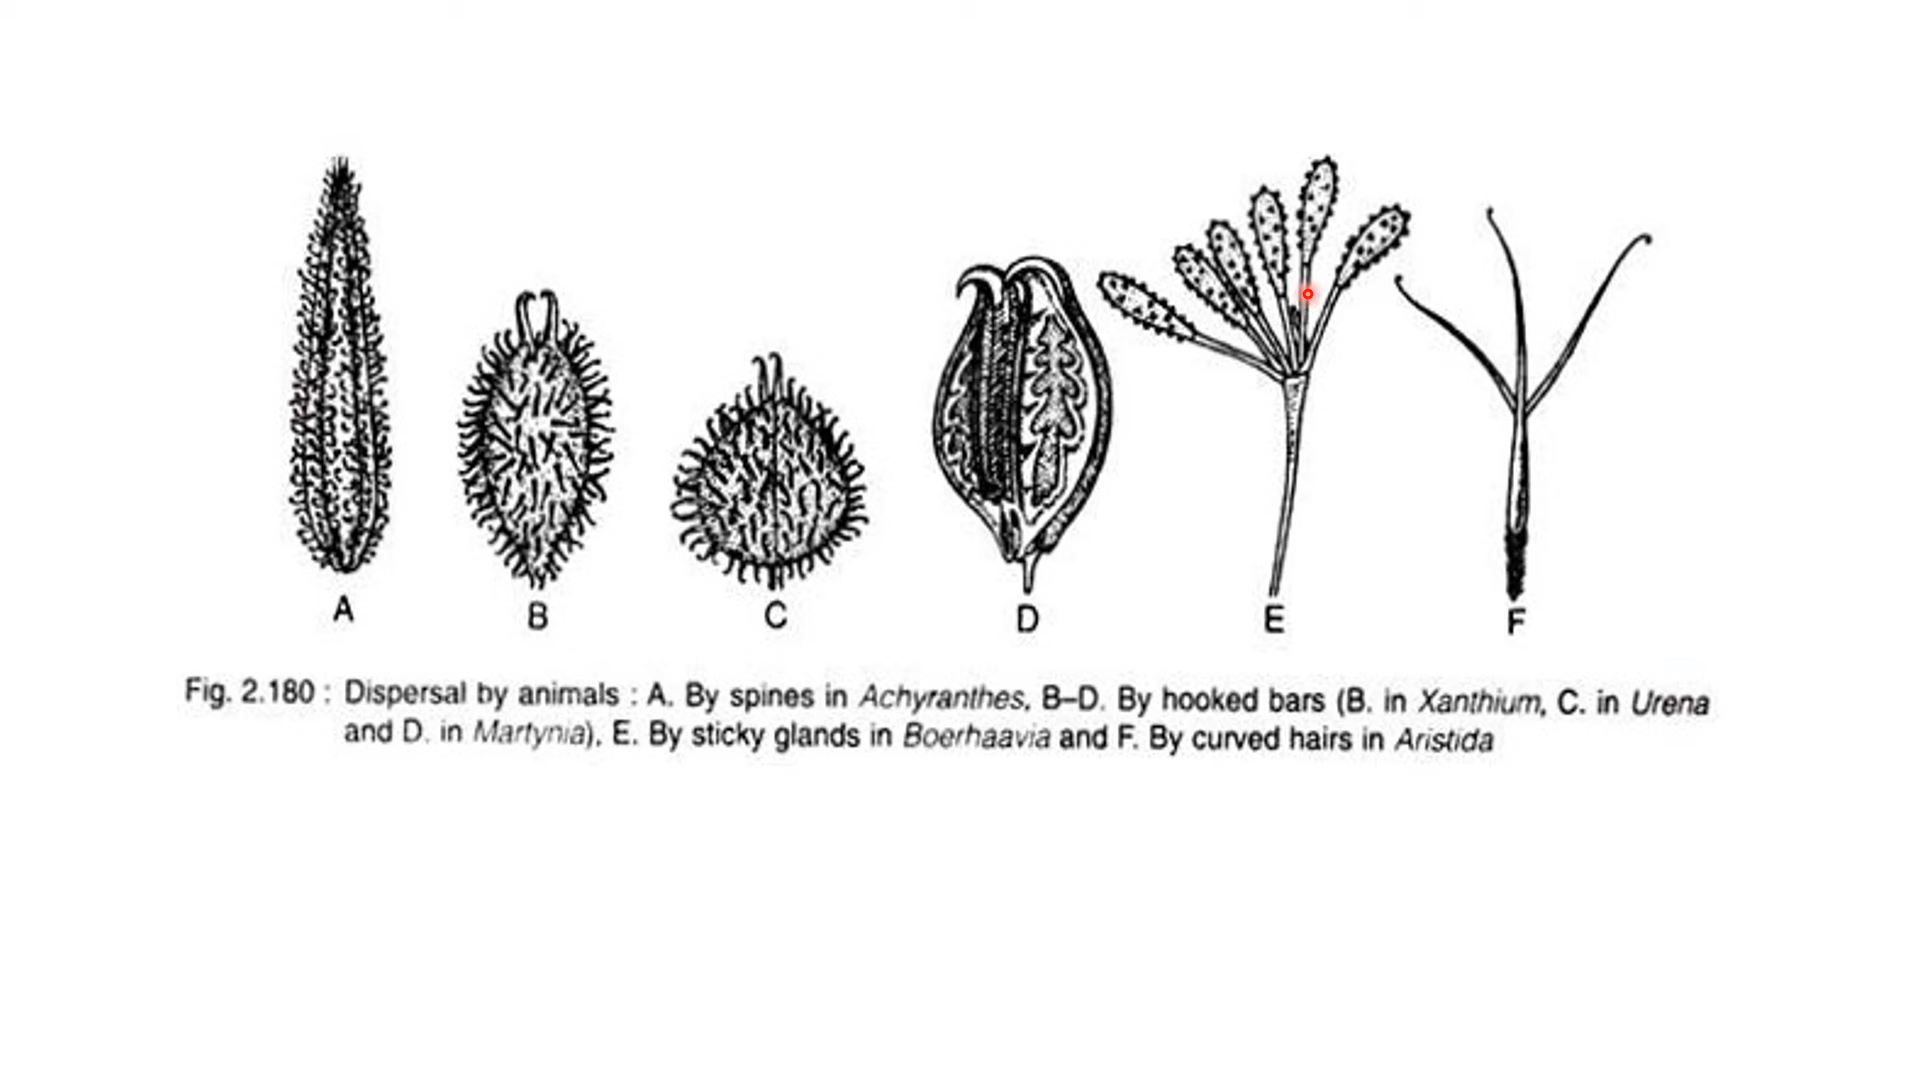 A B C D E F
Fig. 2.180 : Dispersal by animals : A. By spines in Achyranthes, B–D. By hooked bars (B. in Xanthium, C. in Urena
and D. in Martynia), E. By sticky glands in Boerhaavia and F. By curved hairs in Aristida